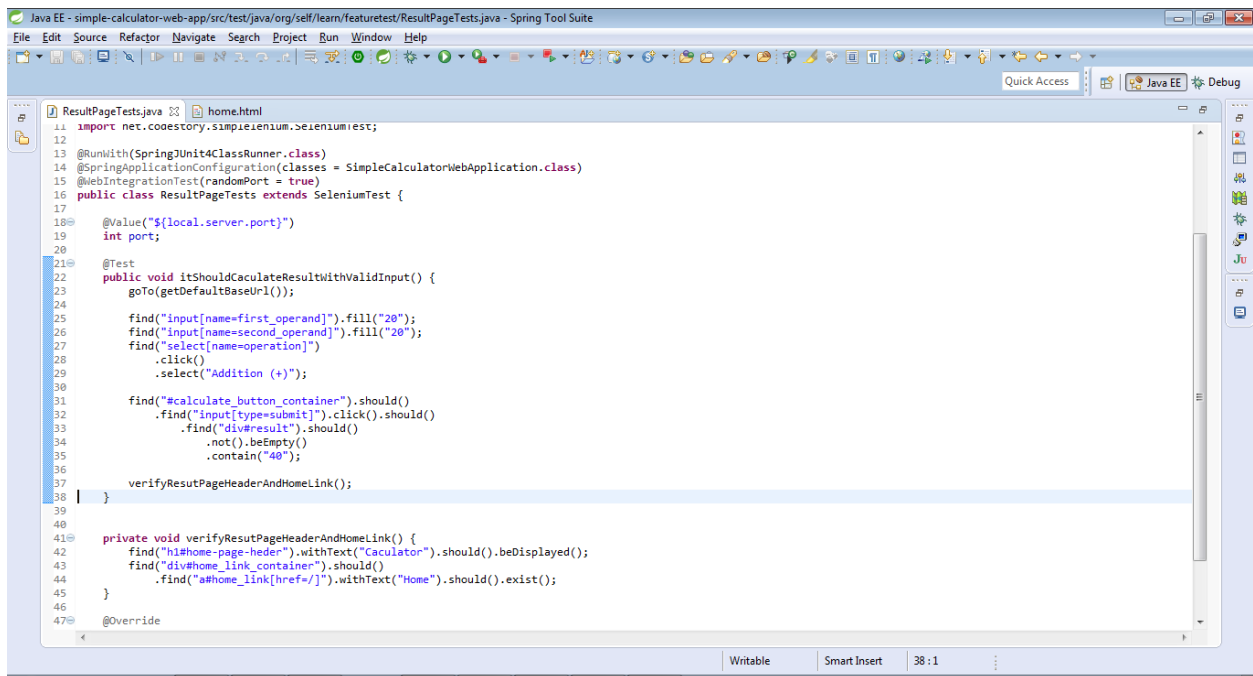 Java EE - simple-calculator-web-app/src/test/java/org/self/learn/featuretest/ResultPageTests.java - Spring Tool Suite
File Edit Source Refactor Navigate Search Project Run Window Help
Quick Access Java EE Debug
ResultPageTests.java home.html
11 import net.codestory.simplelenium.SeleniumTest;
12
13 @RunWith(SpringJUnit4ClassRunner.class)
14 @SpringApplicationConfiguration(classes = SimpleCalculatorWebApplication.class)
15 @WebIntegrationTest(randomPort = true)
16 public class ResultPageTests extends SeleniumTest {
17
18 @Value("${local.server.port}")
19 int port;
20
21 @Test
22 public void itShouldCaculateResultWithValidInput() {
23 goTo(getDefaultBaseUrl());
24
25 find("input[name=first_operand]").fill("20");
26 find("input[name=second_operand]").fill("20");
27 find("select[name=operation]")
28 .click()
29 .select("Addition (+)");
30
31 find("#calculate_button_container").should()
32 .find("input[type=submit]").click().should()
33 .find("div#result").should()
34 .not().beEmpty()
35 .contain("40");
36
37 verifyResutPageHeaderAndHomeLink();
38 }
39
40
41 private void verifyResutPageHeaderAndHomeLink() {
42 find("h1#home-page-heder").withText("Caculator").should().beDisplayed();
43 find("div#home_link_container").should()
44 .find("a#home_link[href=/]").withText("Home").should().exist();
45 }
46
47 @Override
Writable Smart Insert 38 : 1